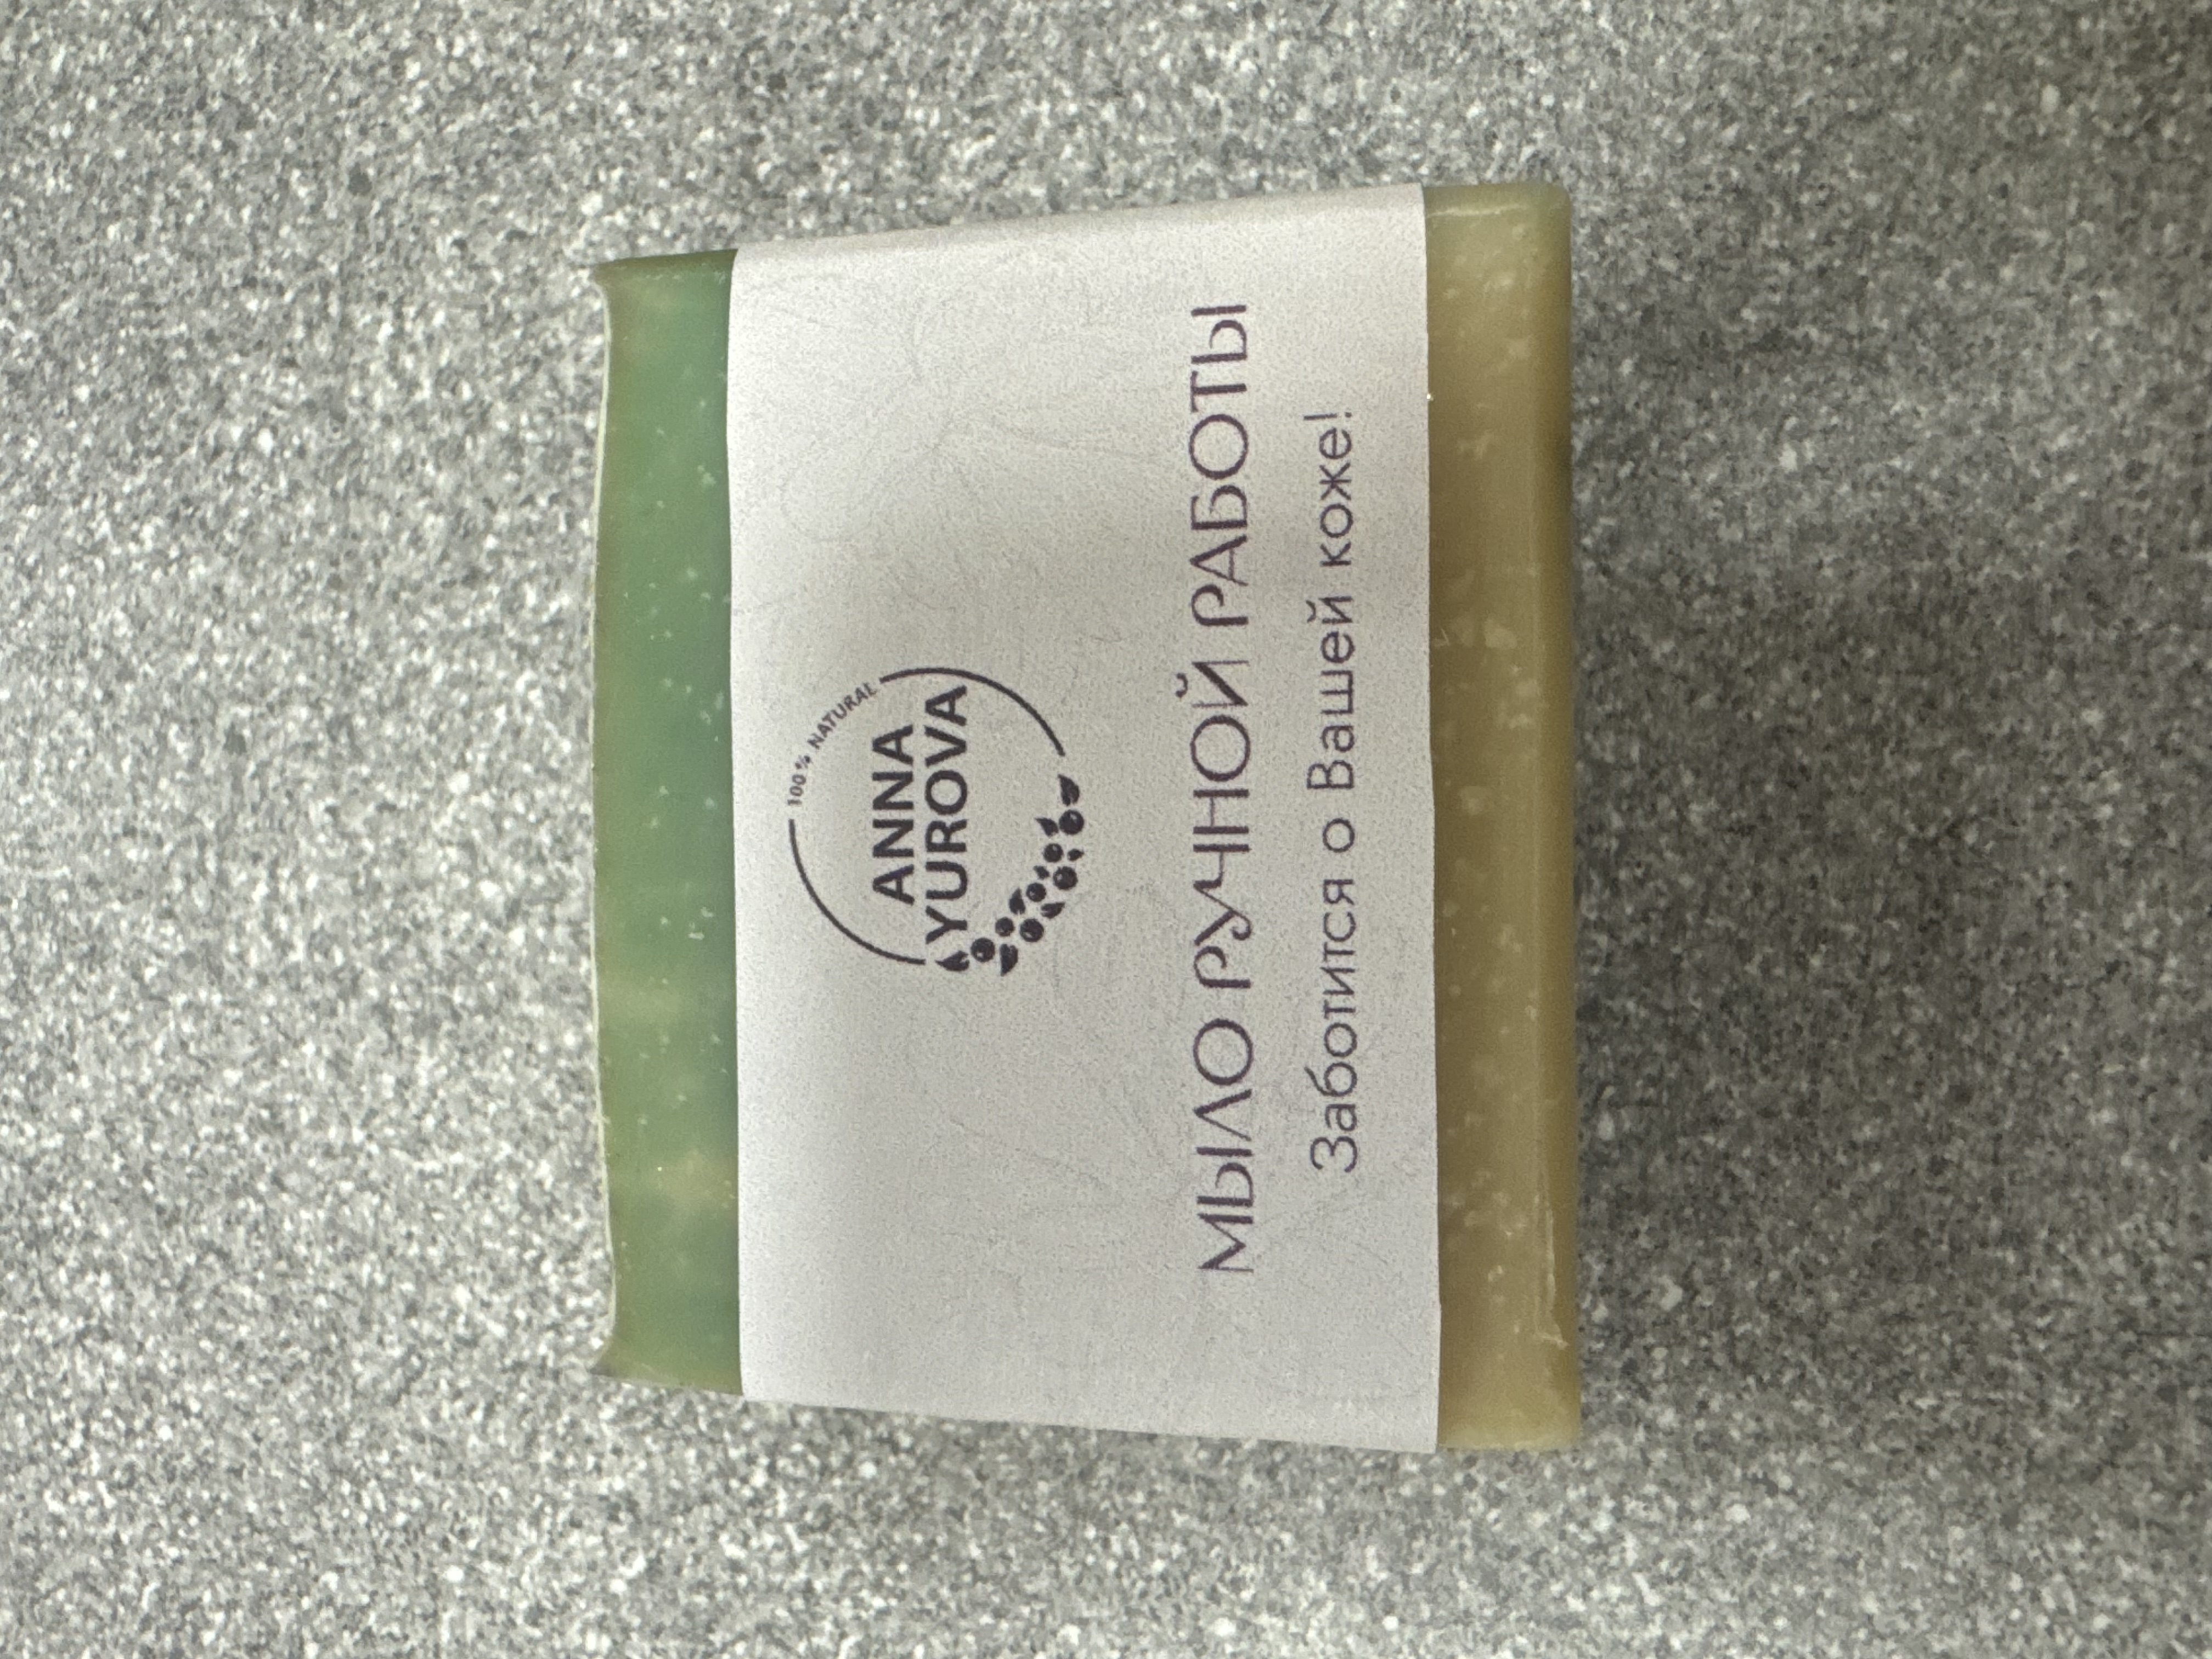 100% NATURAL
ANNA
YUROVA
МЫЛО РУЧНОЙ РАБОТЫ
Заботится о Вашей коже!